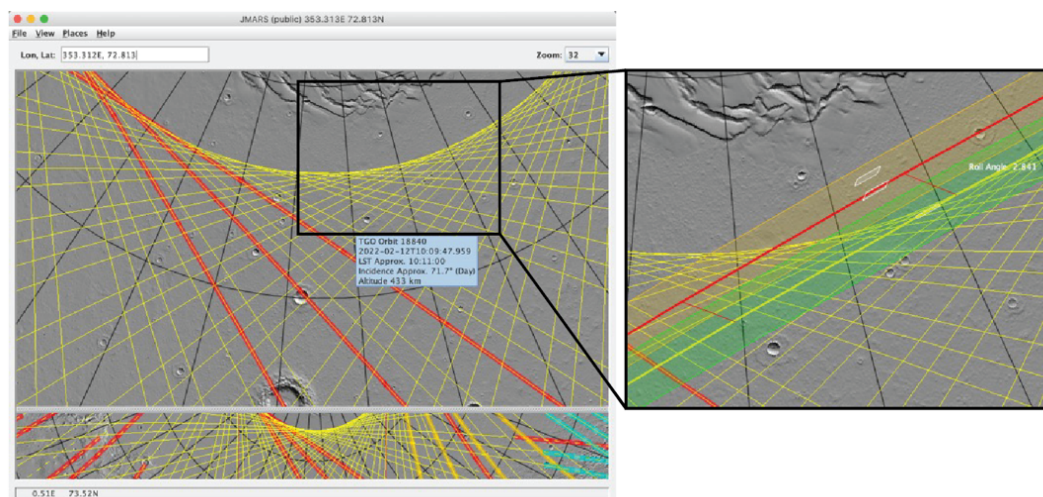 JMARS (public) 353.313E 72.813N
File View Places Help
Lon, Lat: 353.312E, 72.813 Zoom: 32
Roll Angle: 2.841
TGO Orbit 18840
2022-02-12T10:09:47.959
LST Approx. 10:11:00
Incidence Approx. 71.7° (Day)
Altitude 433 km
0.51E 73.52N